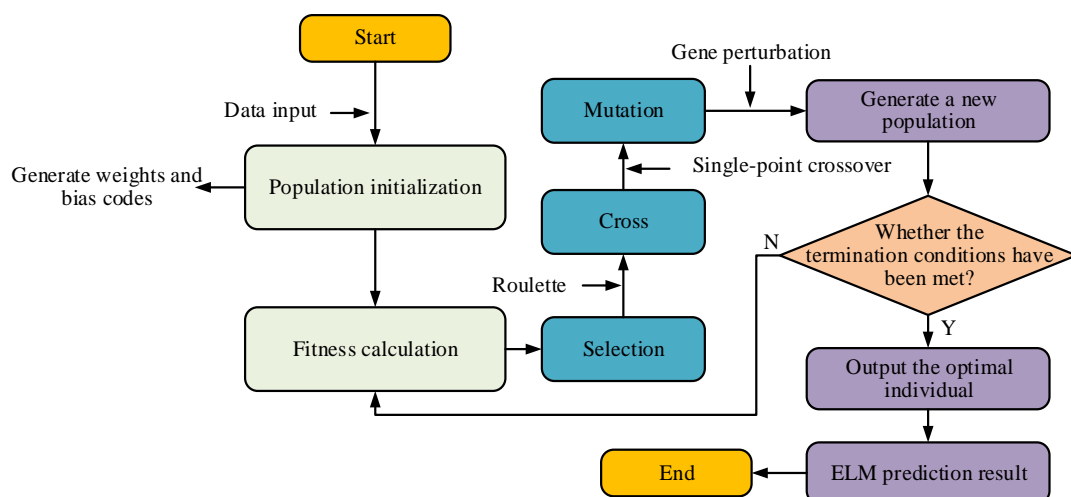 Start
Data input
Generate weights and
bias codes
Population initialization
Fitness calculation
Roulette
Selection
Cross
Single-point crossover
Mutation
Gene perturbation
Generate a new
population
Whether the
termination conditions have
been met?
N
Y
Output the optimal
individual
ELM prediction result
End